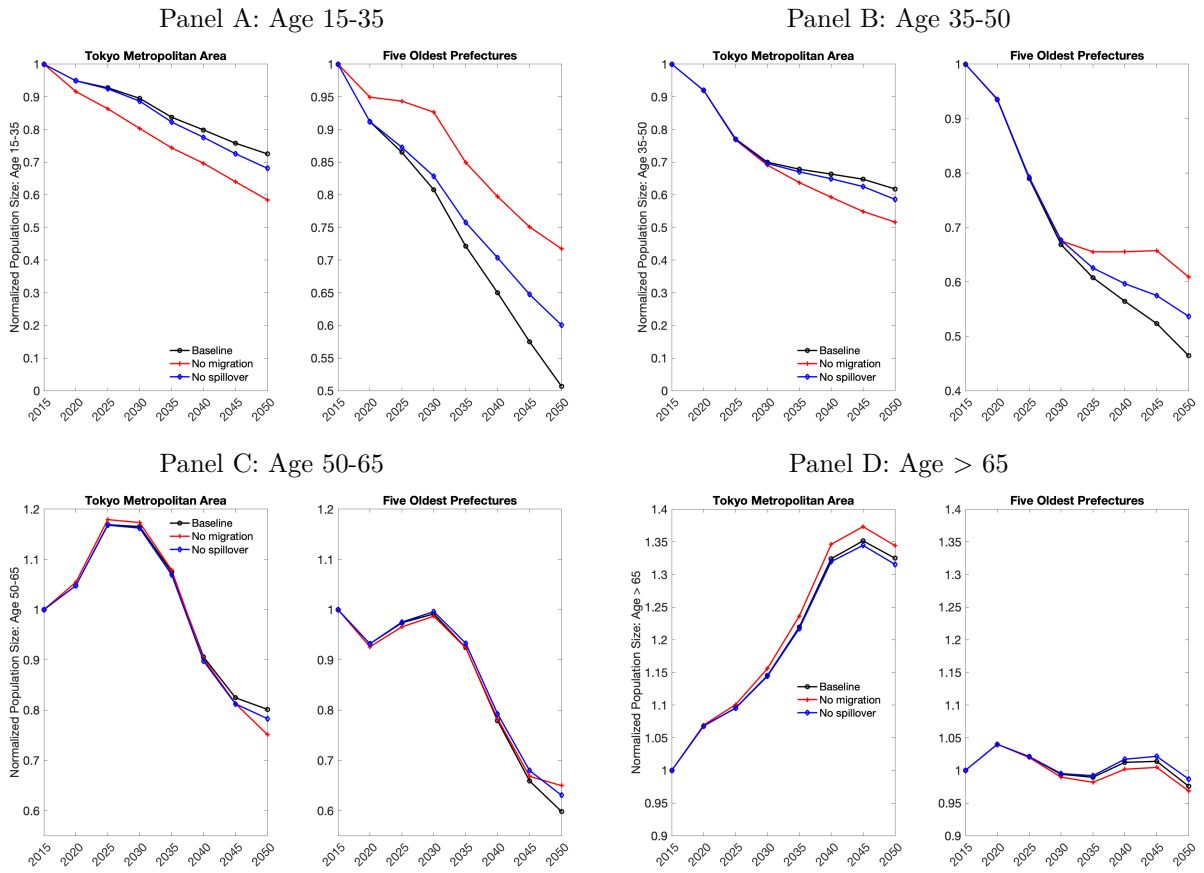 Panel A: Age 15-35
Tokyo Metropolitan Area
Normalized Population Size: Age 15-35
1
0.9
0.8
0.7
0.6
0.5
0.4
0.3
0.2
0.1
0
2015 2020 2025 2030 2035 2040 2045 2050
Baseline
No migration
No spillover
Five Oldest Prefectures
1
0.95
0.9
0.85
0.8
0.75
0.7
0.65
0.6
0.55
0.5
2015 2020 2025 2030 2035 2040 2045 2050
Panel B: Age 35-50
Tokyo Metropolitan Area
Normalized Population Size: Age 35-50
1
0.9
0.8
0.7
0.6
0.5
0.4
0.3
0.2
0.1
0
2015 2020 2025 2030 2035 2040 2045 2050
Baseline
No migration
No spillover
Five Oldest Prefectures
1
0.9
0.8
0.7
0.6
0.5
0.4
2015 2020 2025 2030 2035 2040 2045 2050
Panel C: Age 50-65
Tokyo Metropolitan Area
Normalized Population Size: Age 50-65
1.2
1.1
1
0.9
0.8
0.7
0.6
2015 2020 2025 2030 2035 2040 2045 2050
Baseline
No migration
No spillover
Five Oldest Prefectures
1.2
1.1
1
0.9
0.8
0.7
0.6
2015 2020 2025 2030 2035 2040 2045 2050
Panel D: Age > 65
Tokyo Metropolitan Area
Normalized Population Size: Age > 65
1.4
1.35
1.3
1.25
1.2
1.15
1.1
1.05
1
0.95
0.9
2015 2020 2025 2030 2035 2040 2045 2050
Baseline
No migration
No spillover
Five Oldest Prefectures
1.4
1.35
1.3
1.25
1.2
1.15
1.1
1.05
1
0.95
0.9
2015 2020 2025 2030 2035 2040 2045 2050